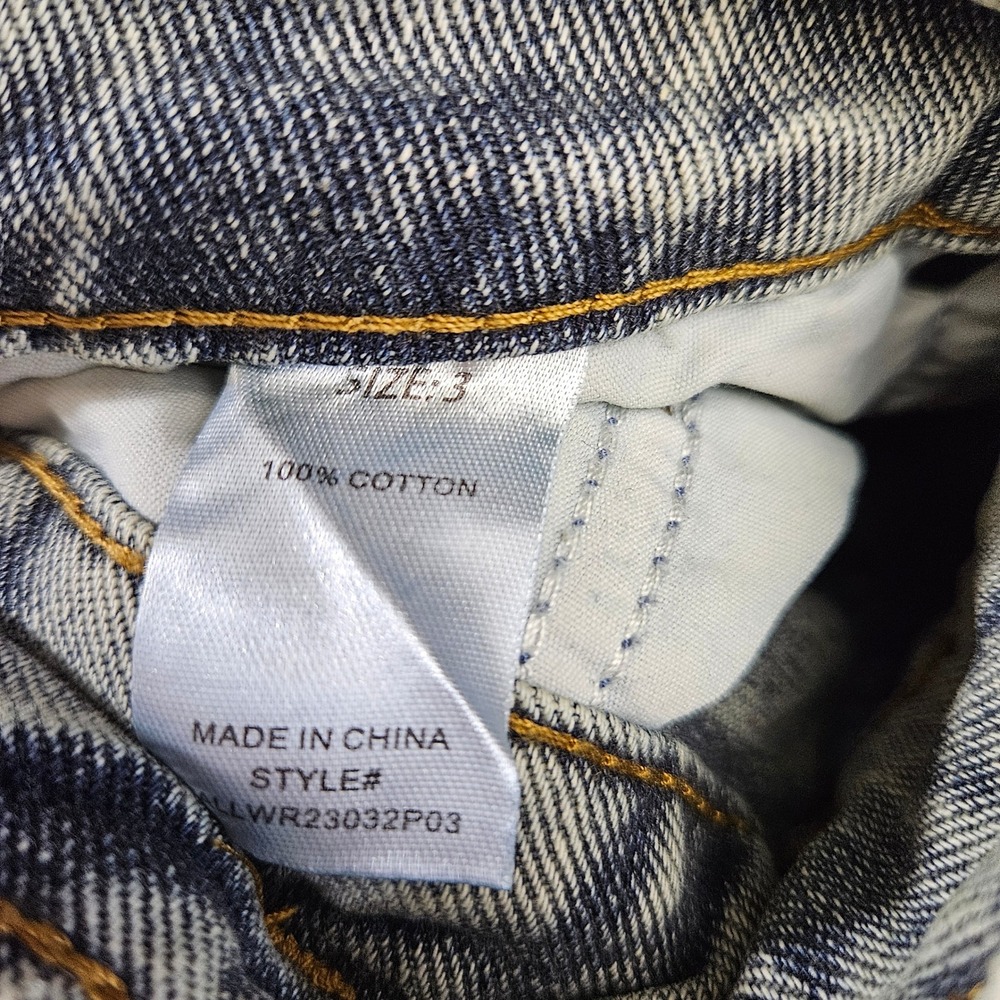 SIZE: 3
100% COTTON
MADE IN CHINA
STYLE#
LLWR23032P03